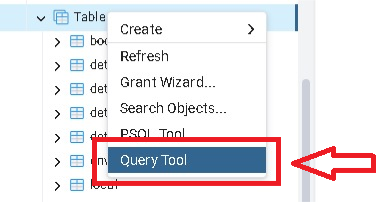 Table
Create
Refresh
Grant Wizard...
Search Objects...
PSQL Tool
Query Tool